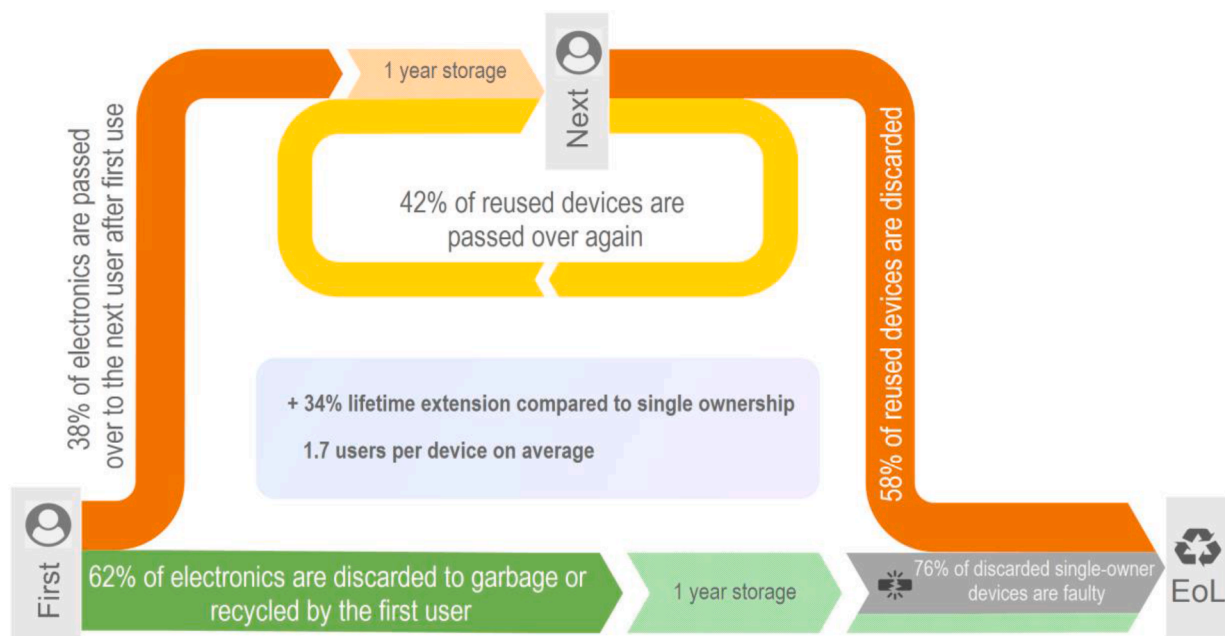 1 year storage
Next
38% of electronics are passed
over to the next user after first use
42% of reused devices are
passed over again
58% of reused devices are discarded
+ 34% lifetime extension compared to single ownership
1.7 users per device on average
First
62% of electronics are discarded to garbage or
recycled by the first user
1 year storage
76% of discarded single-owner
devices are faulty
EoL